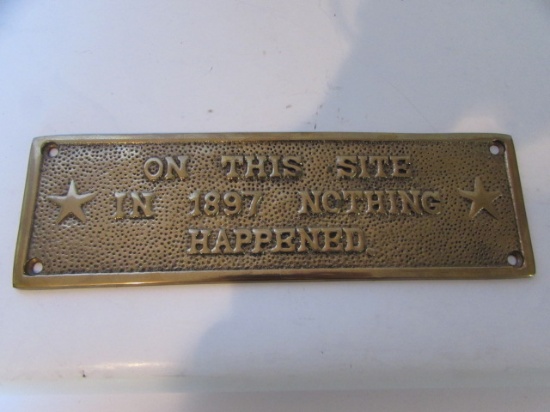 ON THIS SITE
IN 1897 NOTHING
HAPPENED